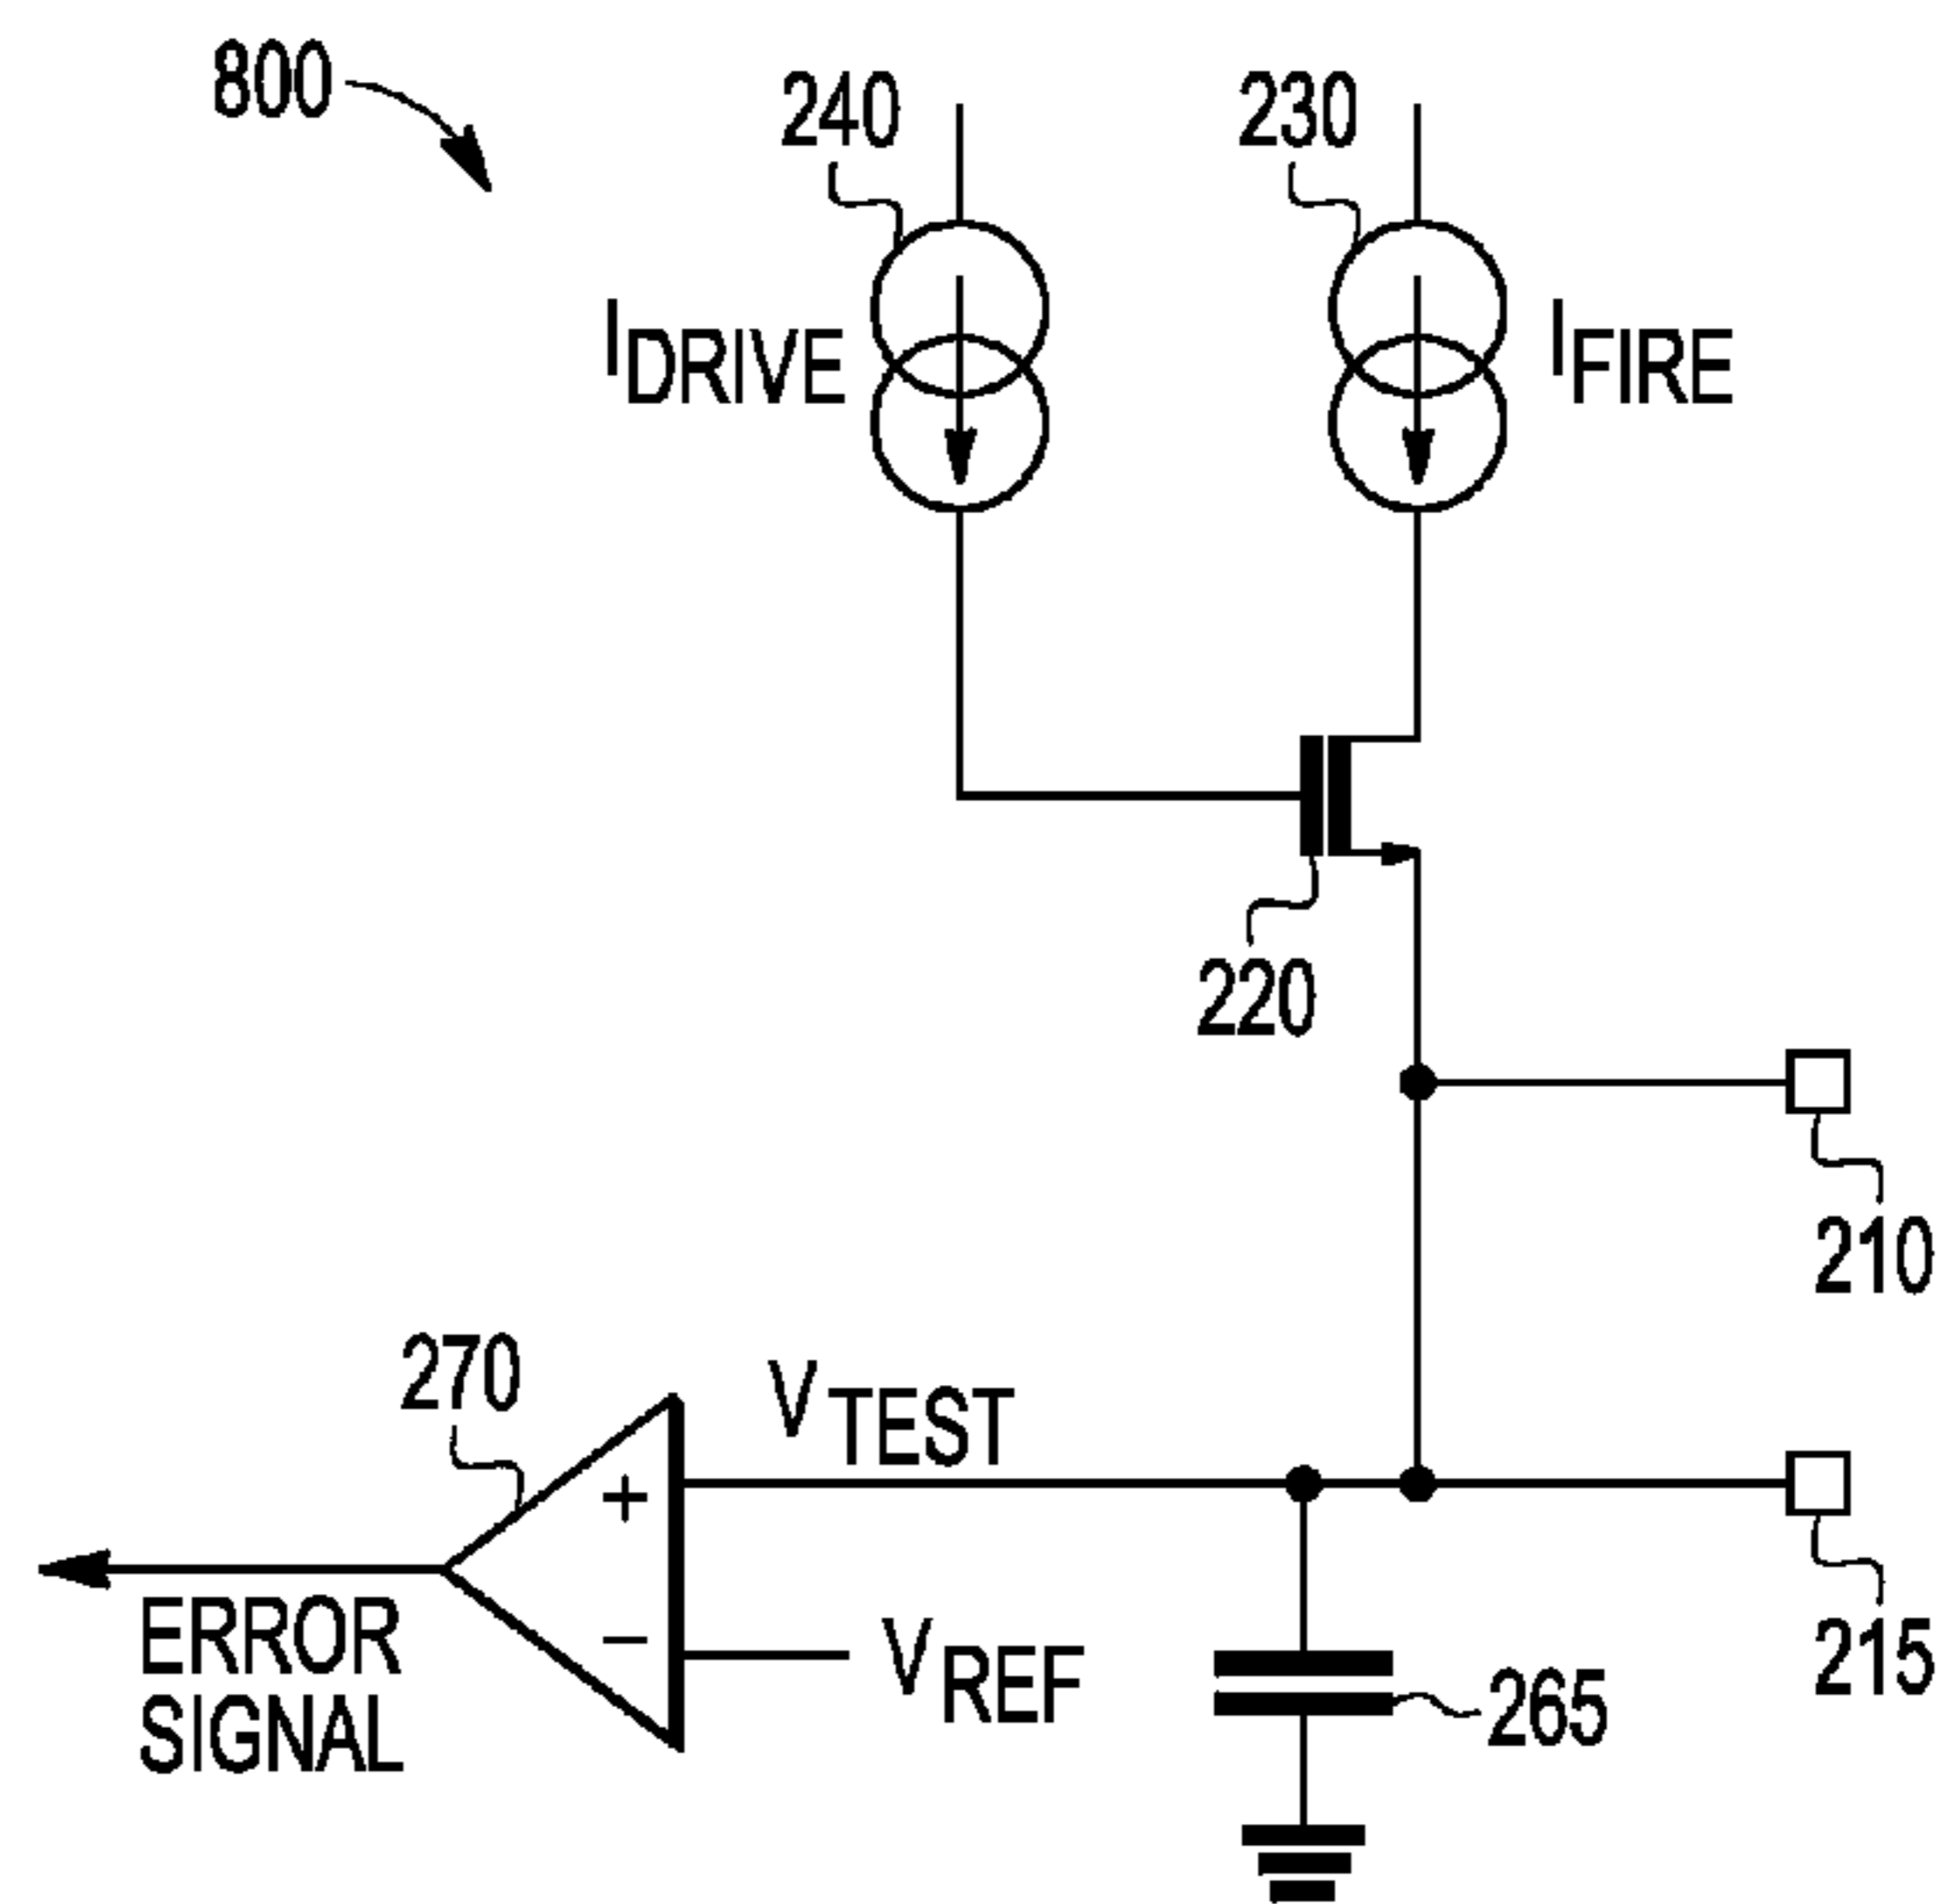 800
240
230
IDRIVE
IFIRE
220
210
270
VTEST
+
−
VREF
ERROR
SIGNAL
265
215